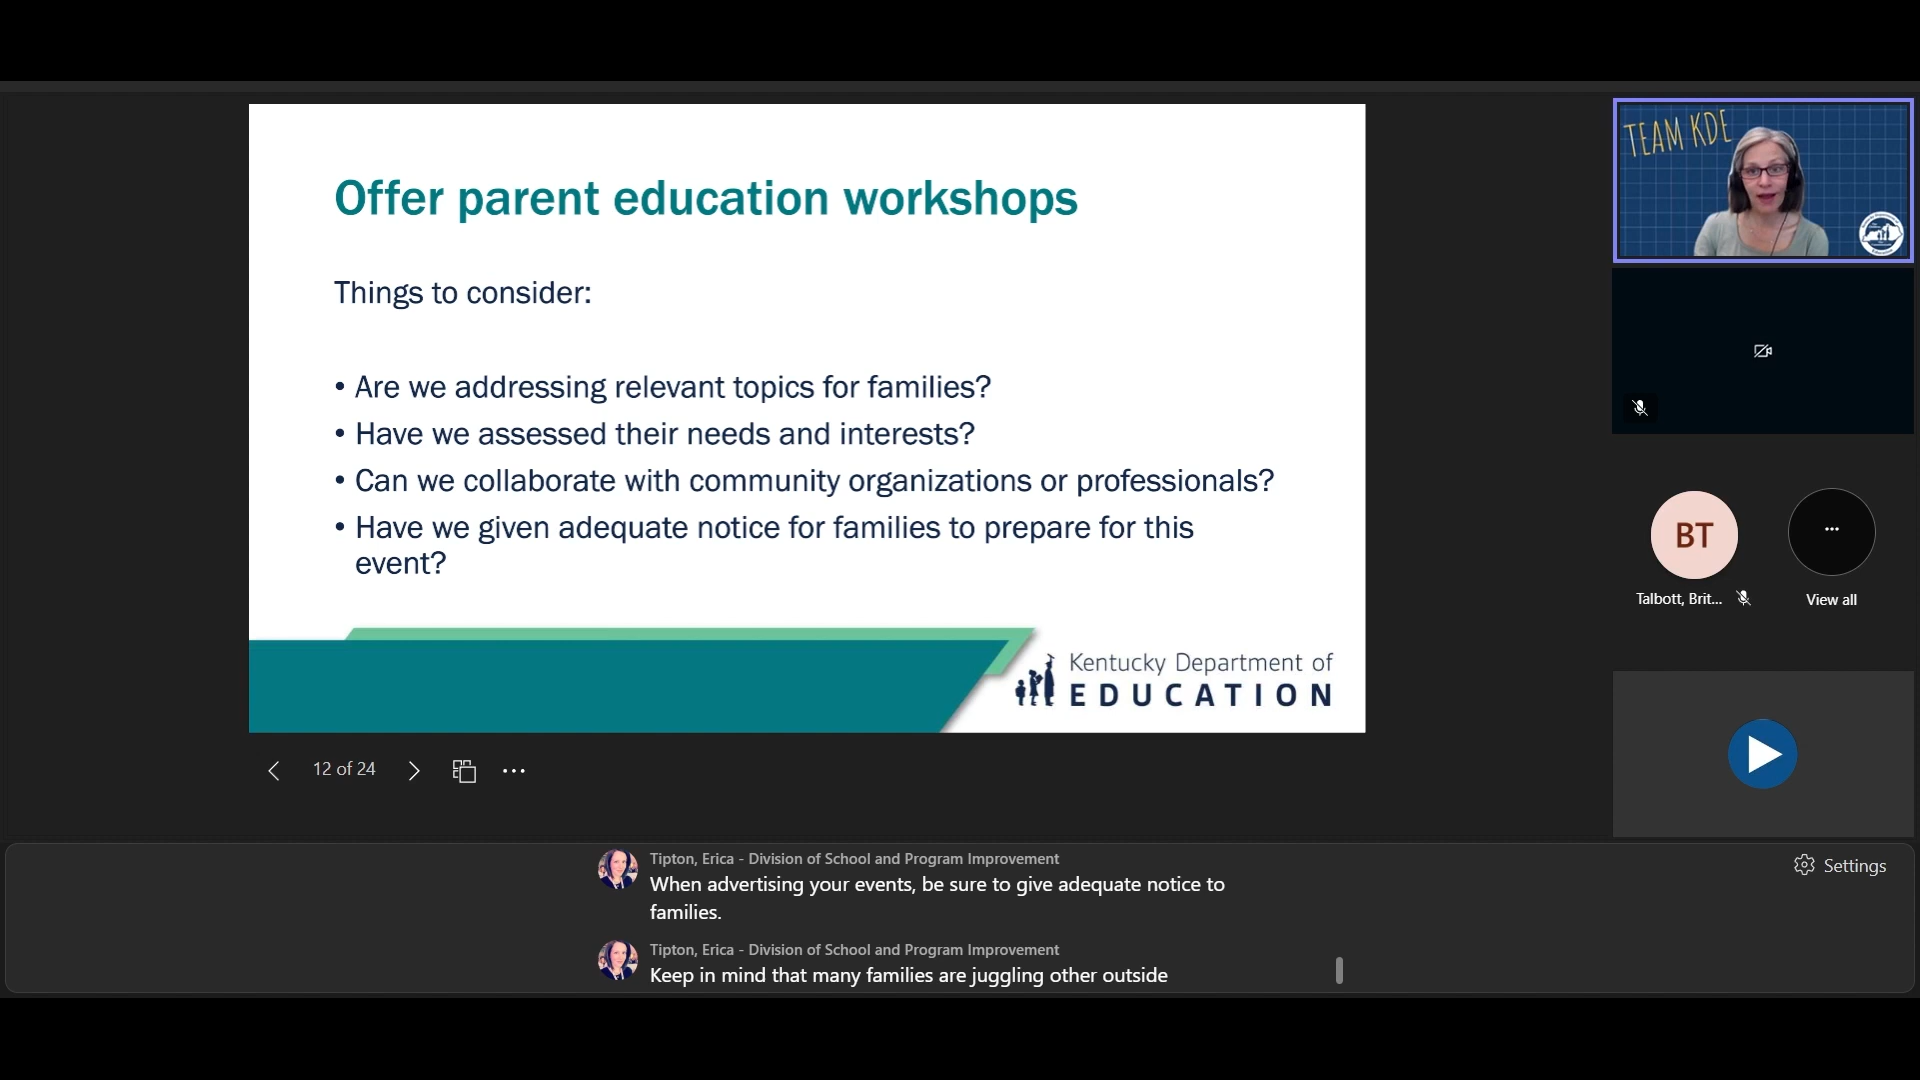 TEAM KDE
Offer parent education workshops
Things to consider:
• Are we addressing relevant topics for families?
• Have we assessed their needs and interests?
• Can we collaborate with community organizations or professionals?
• Have we given adequate notice for families to prepare for this
event?
Kentucky Department of
EDUCATION
BT
Talbott, Brit...
View all
12 of 24
Tipton, Erica - Division of School and Program Improvement
When advertising your events, be sure to give adequate notice to
families.
Tipton, Erica - Division of School and Program Improvement
Keep in mind that many families are juggling other outside
Settings